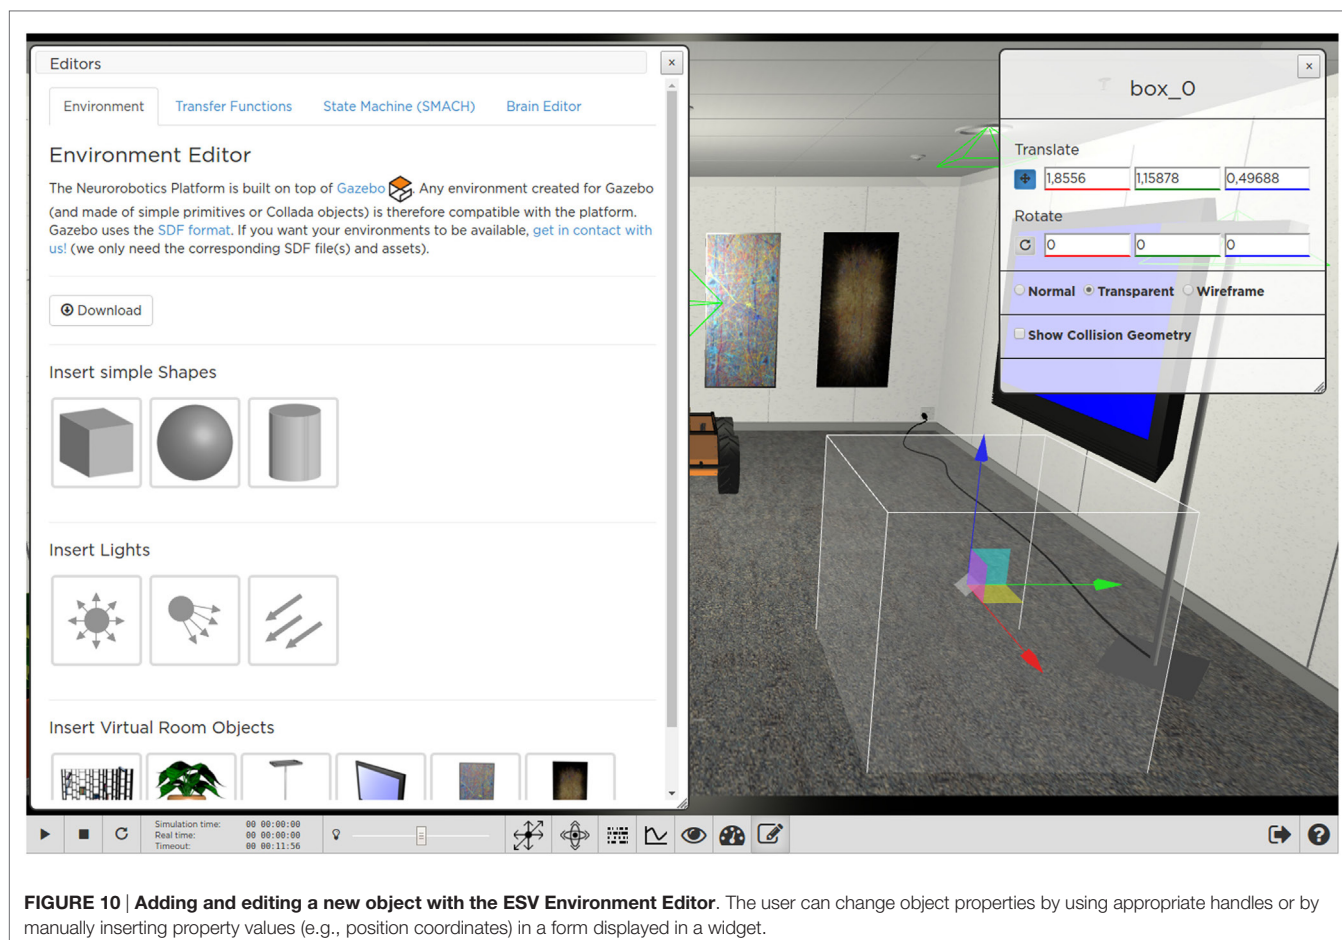 Editors
x
Environment
Transfer Functions
State Machine (SMACH)
Brain Editor
Environment Editor
The Neurorobotics Platform is built on top of Gazebo . Any environment created for Gazebo
(and made of simple primitives or Collada objects) is therefore compatible with the platform.
Gazebo uses the SDF format. If you want your environments to be available, get in contact with
us! (we only need the corresponding SDF file(s) and assets).
Download
Insert simple Shapes
Insert Lights
Insert Virtual Room Objects
x
box_0
Translate
1,8556 1,15878 0,49688
Rotate
0 0 0
Normal Transparent Wireframe
Show Collision Geometry
Simulation time: 00 00:00:00
Real time: 00 00:00:00
Timeout: 00 00:11:56
?
FIGURE 10 | Adding and editing a new object with the ESV Environment Editor. The user can change object properties by using appropriate handles or by
manually inserting property values (e.g., position coordinates) in a form displayed in a widget.